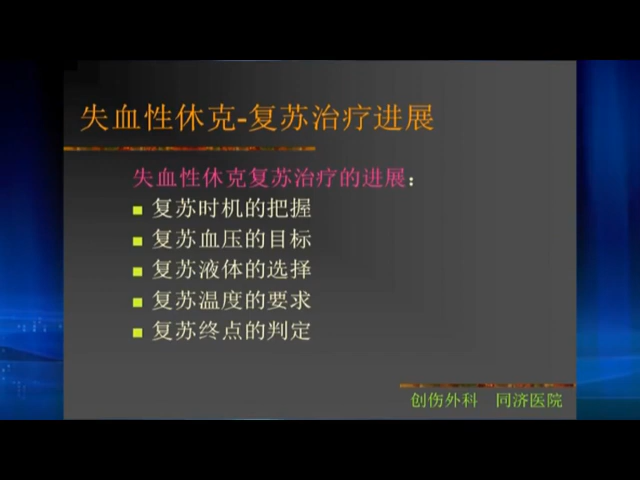 失血性休克-复苏治疗进展
失血性休克复苏治疗的进展：
复苏时机的把握
复苏血压的目标
复苏液体的选择
复苏温度的要求
复苏终点的判定
创伤外科 同济医院